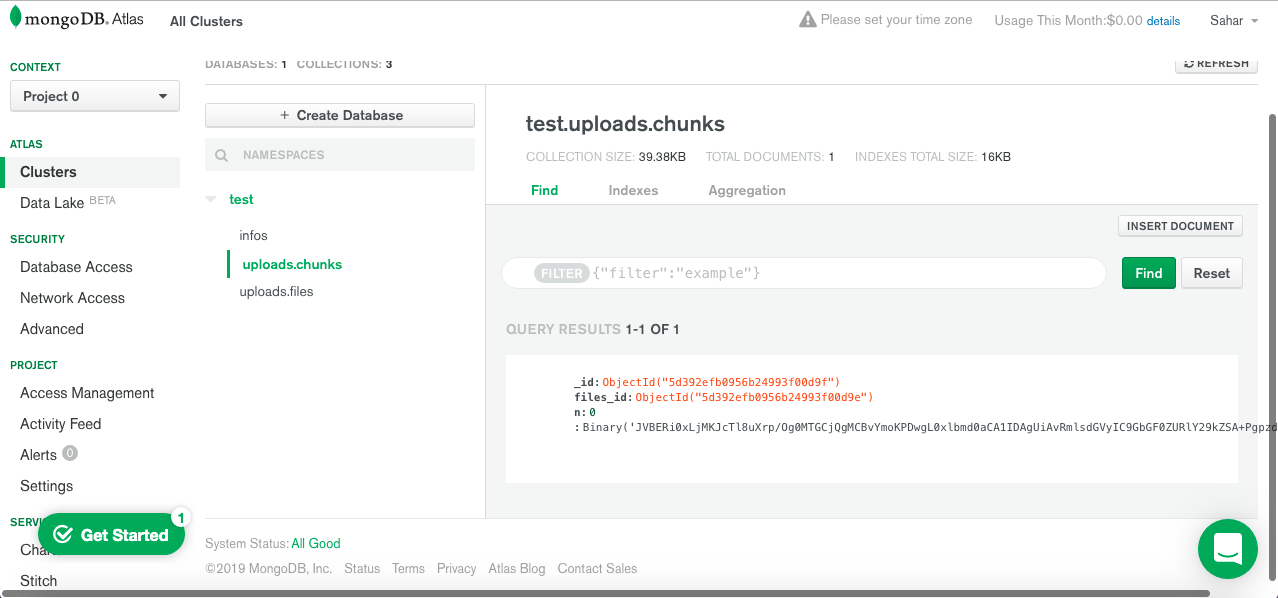 mongoDB. Atlas
All Clusters
Please set your time zone
Usage This Month:$0.00 details
Sahar
CONTEXT
Project 0
ATLAS
Clusters
Data Lake BETA
SECURITY
Database Access
Network Access
Advanced
PROJECT
Access Management
Activity Feed
Alerts 0
Settings
SERVIC
Char
Stitch
Get Started
1
DATABASES: 1 COLLECTIONS: 3
REFRESH
+ Create Database
NAMESPACES
test
infos
uploads.chunks
uploads.files
test.uploads.chunks
COLLECTION SIZE: 39.38KB TOTAL DOCUMENTS: 1 INDEXES TOTAL SIZE: 16KB
Find Indexes Aggregation
INSERT DOCUMENT
FILTER {"filter":"example"}
Find
Reset
QUERY RESULTS 1-1 OF 1
_id: ObjectId("5d392efb0956b24993f00d9f")
files_id: ObjectId("5d392efb0956b24993f00d9e")
n: 0
: Binary('JVBERi0xLjMKJcTl8uXrp/Og0MTGCjQgMCBvYmoKPDwgL0xlbmd0aCA1IDAgUiAvRmlsdGVyIC9GbGF0ZURlY29kZSA+Pgpzd
System Status: All Good
©2019 MongoDB, Inc. Status Terms Privacy Atlas Blog Contact Sales